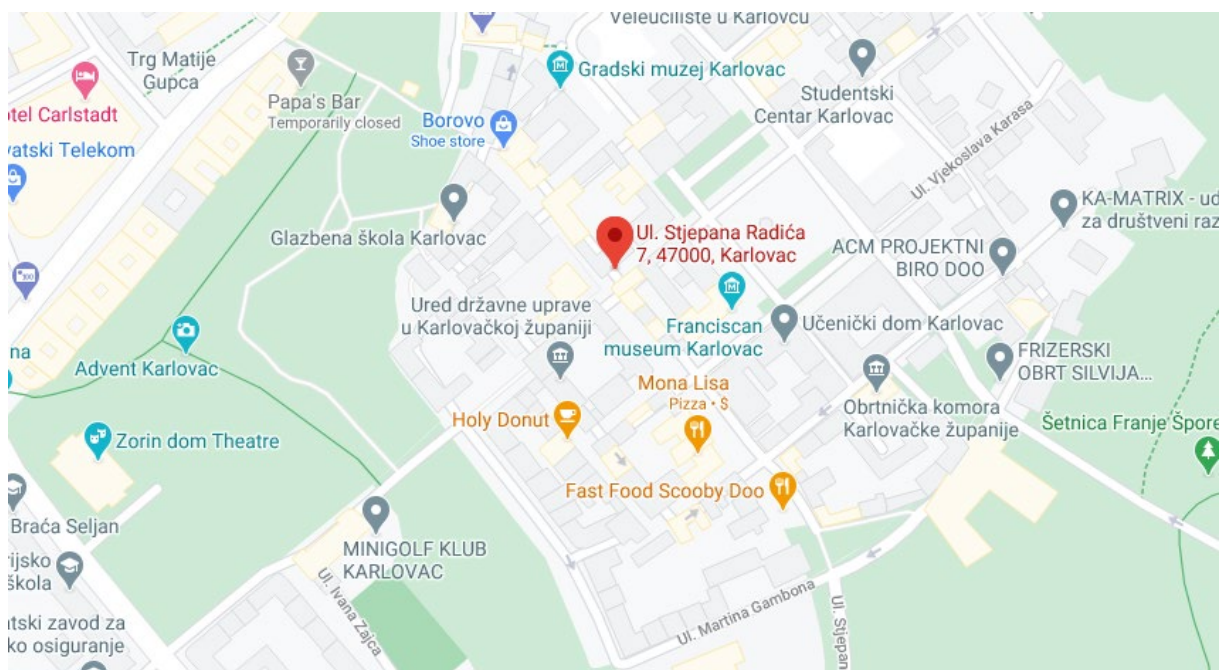 Veleučilište u Karlovcu
Trg Matije
Gupca
Gradski muzej Karlovac
Papa's Bar
Temporarily closed
Studentski
Centar Karlovac
otel Carlstadt
Borovo
Shoe store
vatski Telekom
Ul. Vjekoslava Karasa
KA-MATRIX - ud
za društveni raz
Glazbena škola Karlovac
Ul. Stjepana Radića
7, 47000, Karlovac
ACM PROJEKTNI
BIRO DOO
Ured državne uprave
u Karlovačkoj županiji
Franciscan
museum Karlovac
Učenički dom Karlovac
na
Advent Karlovac
FRIZERSKI
OBRT SILVIJA...
Mona Lisa
Pizza • $
Holy Donut
Obrtnička komora
Karlovačke županije
Šetnica Franje Špore
Zorin dom Theatre
Fast Food Scooby Doo
Braća Seljan
MINIGOLF KLUB
KARLOVAC
rijsko
škola
Ul. Ivana Zajca
Ul. Martina Gambona
Ul. Stjep
atski zavod za
ko osiguranje